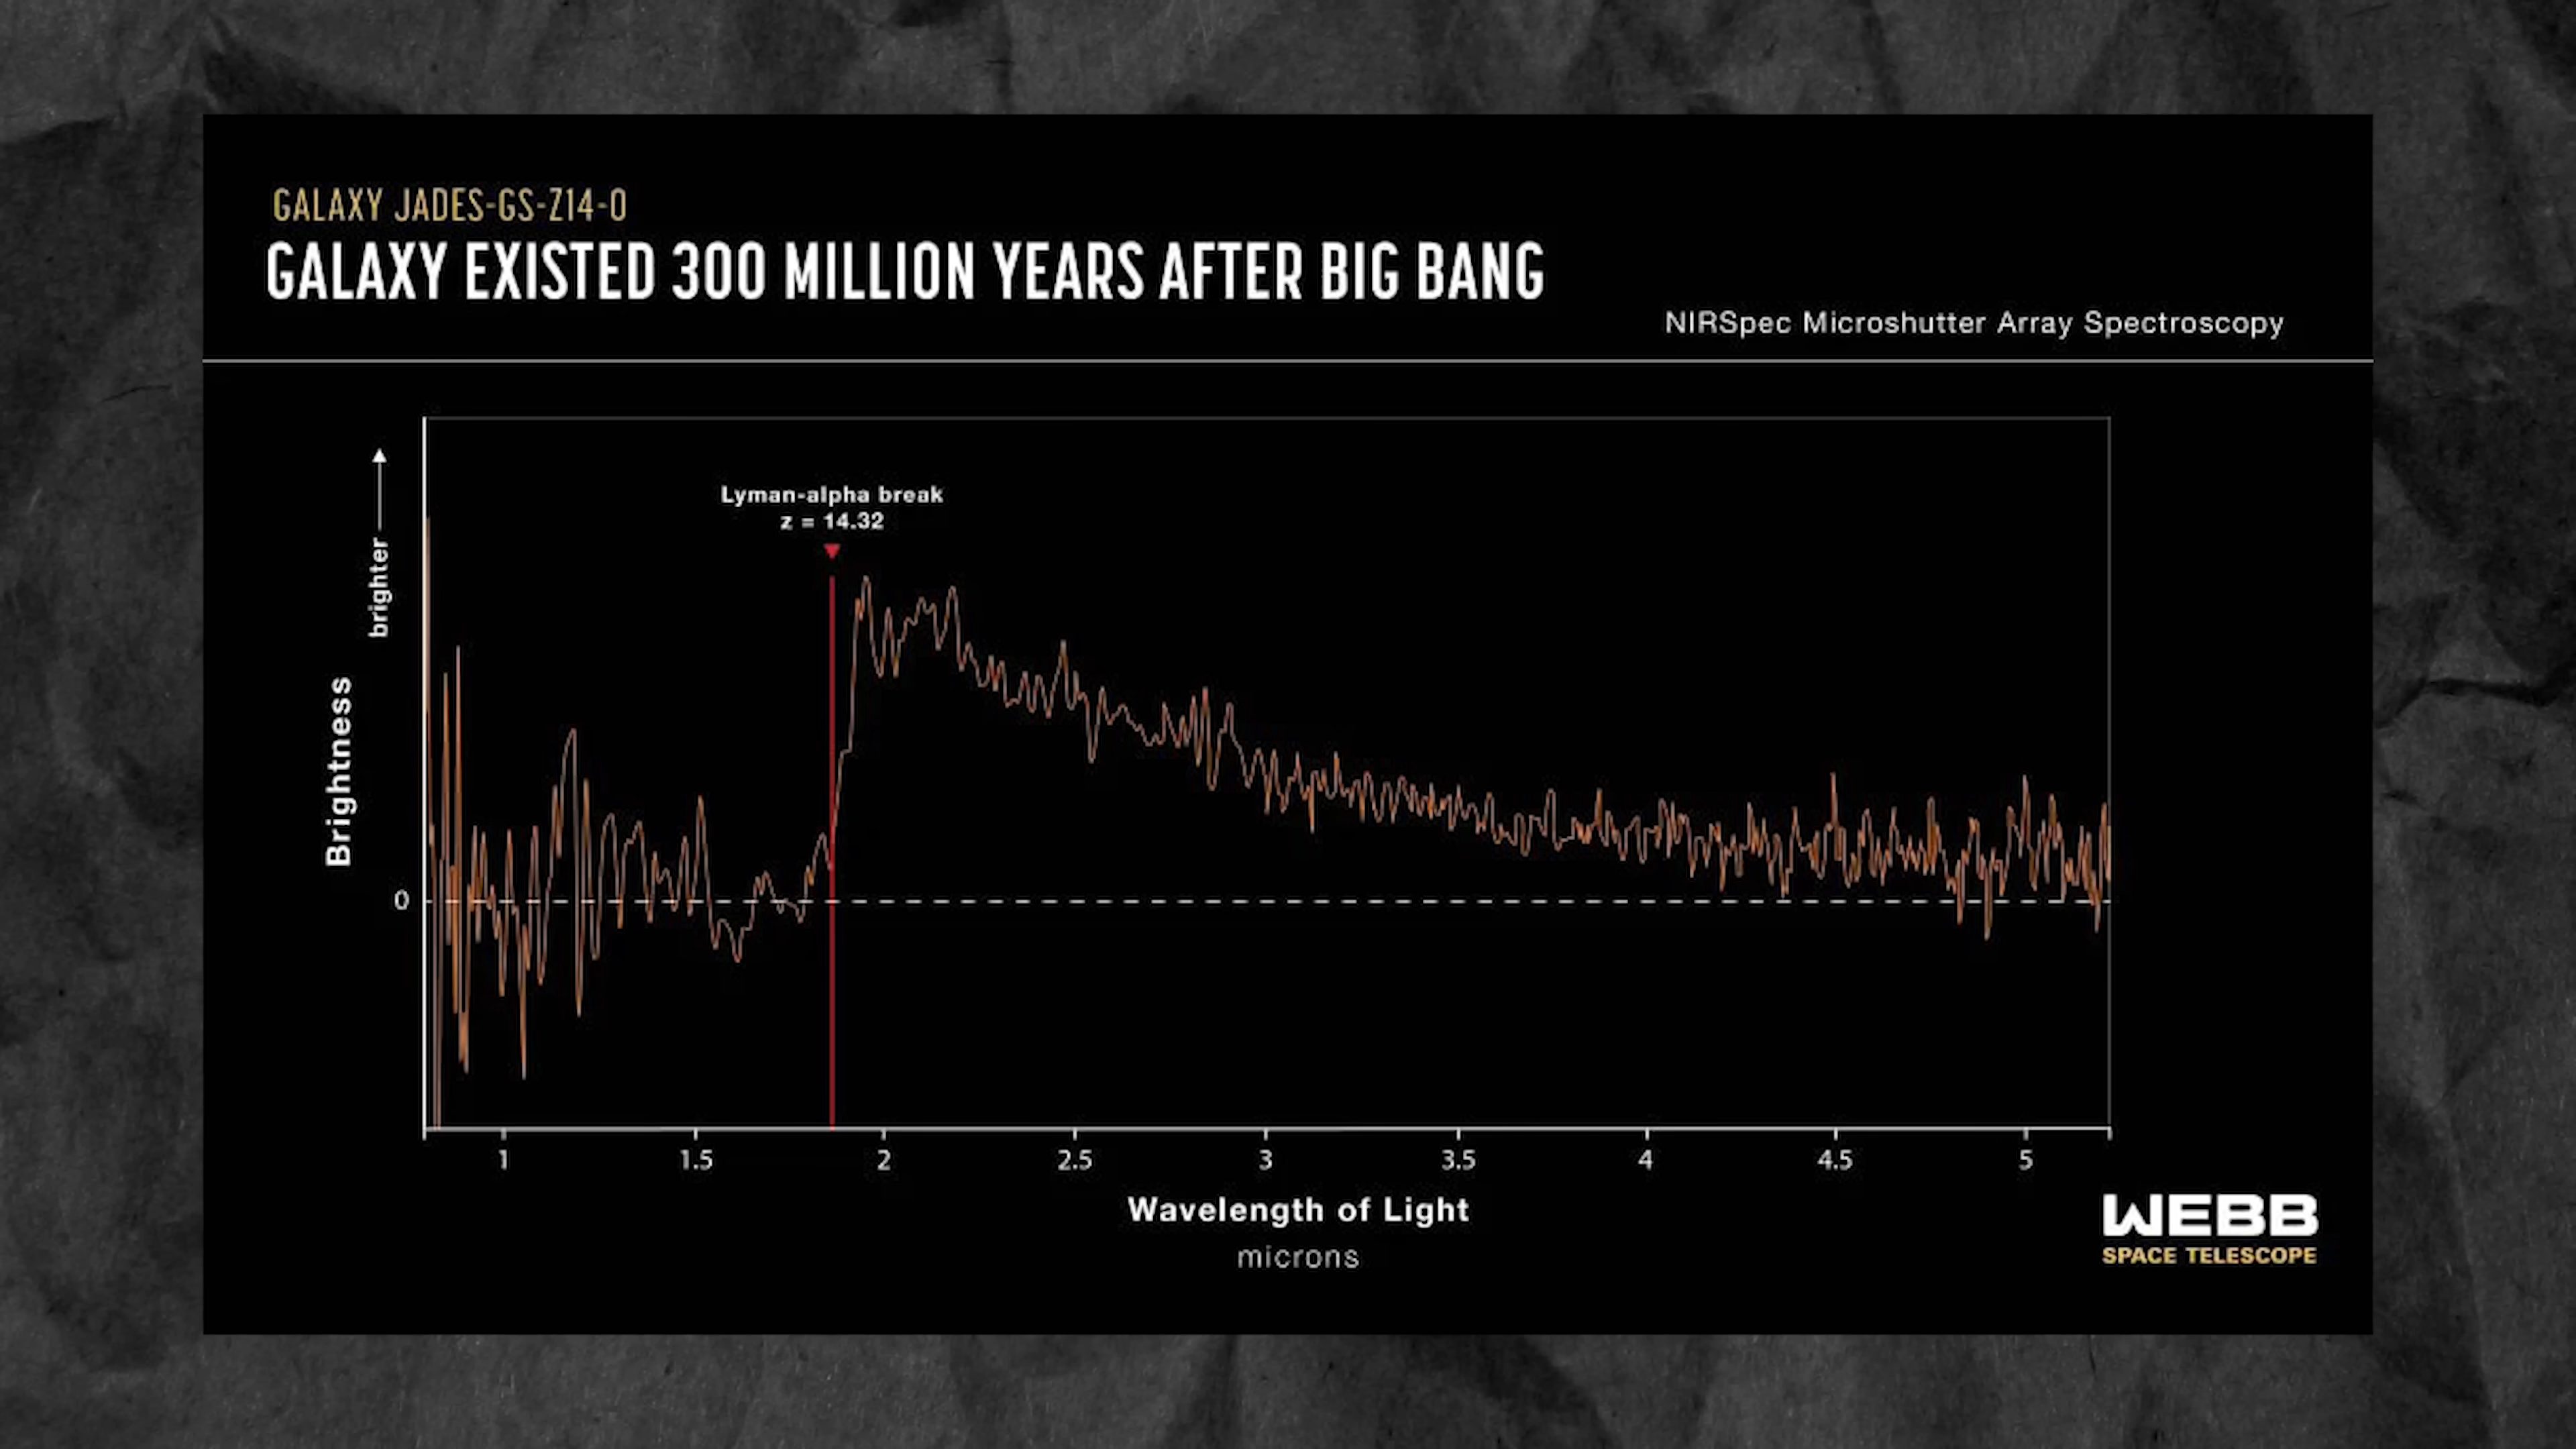 GALAXY JADES-GS-Z14-0
GALAXY EXISTED 300 MILLION YEARS AFTER BIG BANG
NIRSpec Microshutter Array Spectroscopy
Lyman-alpha break
z = 14.32
brighter
Brightness
0
1 1.5 2 2.5 3 3.5 4 4.5 5
Wavelength of Light
microns
WEBB
SPACE TELESCOPE